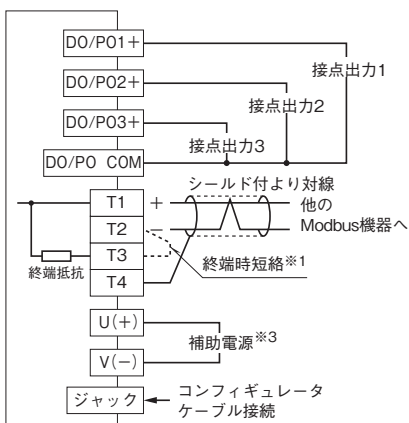 DO/PO1+
接点出力1
DO/PO2+
接点出力2
DO/PO3+
接点出力3
DO/PO COM
シールド付より対線
T1 +
他の
Modbus機器へ
T2 −
T3
終端時短絡※1
終端抵抗
T4
U(+)
補助電源※3
V(−)
ジャック
コンフィギュレータ
ケーブル接続